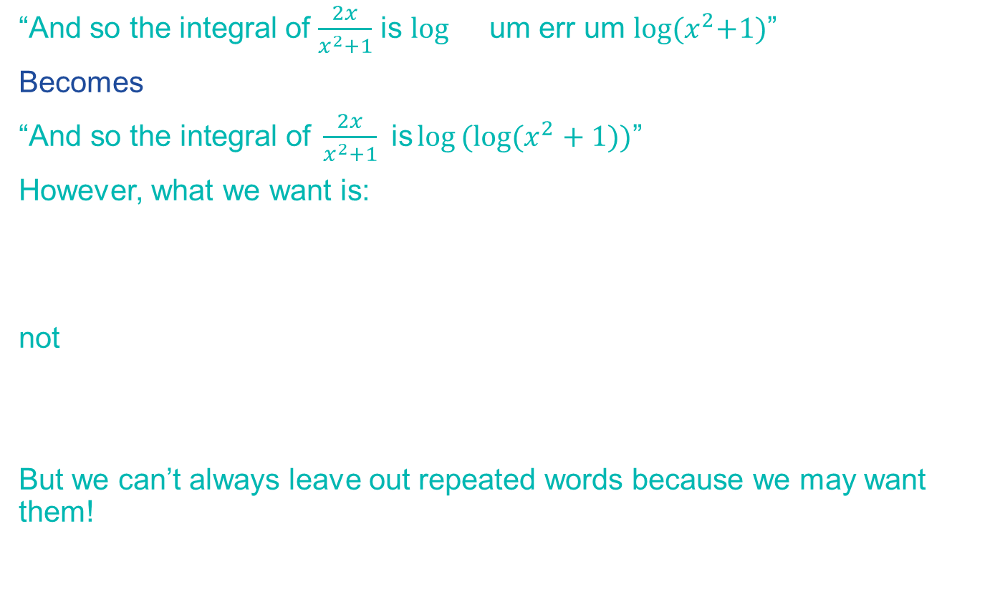 “And so the integral of \frac{2x}{x^2+1} is log um err um log(x^2+1)”
Becomes
“And so the integral of \frac{2x}{x^2+1} is log (log(x^2 + 1))”
However, what we want is:
not
But we can’t always leave out repeated words because we may want
them!